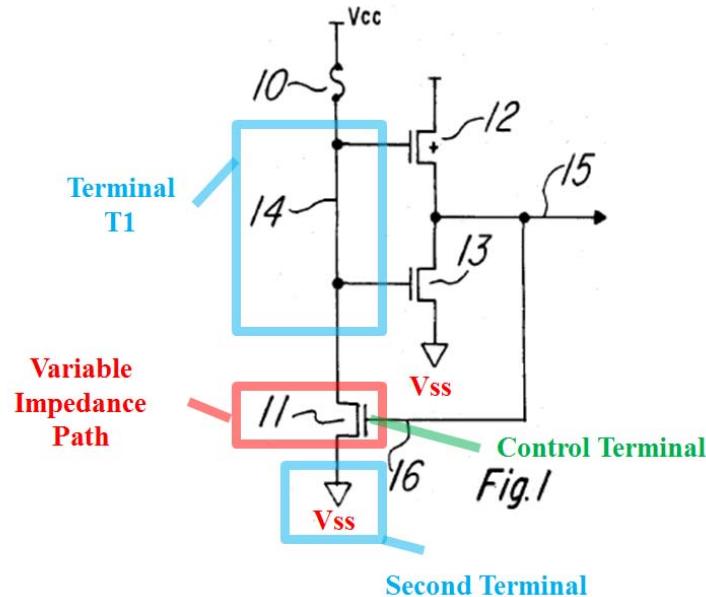 Vcc
10
12
Terminal
T1
14
15
13
Variable
Impedance
Path
Vss
11
Control Terminal
16
Fig.1
Vss
Second Terminal